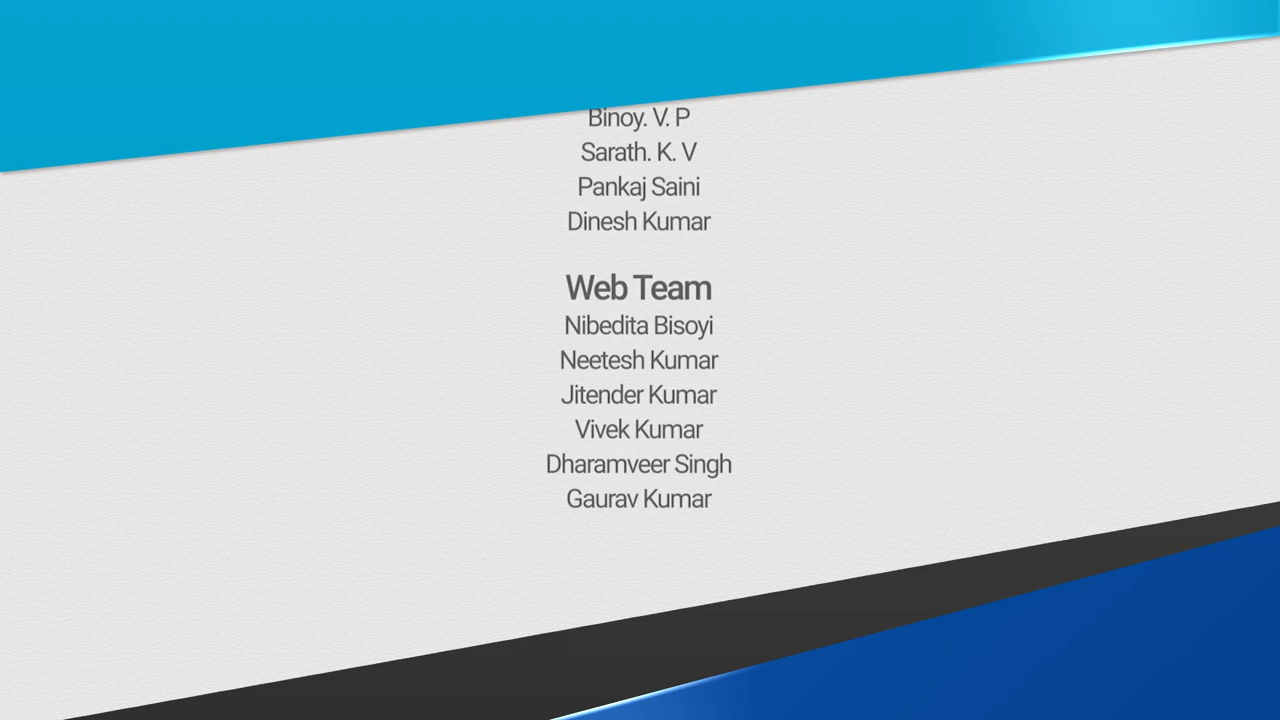 Binoy. V. P
Sarath. K. V
Pankaj Saini
Dinesh Kumar
Web Team
Nibedita Bisoyi
Neetesh Kumar
Jitender Kumar
Vivek Kumar
Dharamveer Singh
Gaurav Kumar